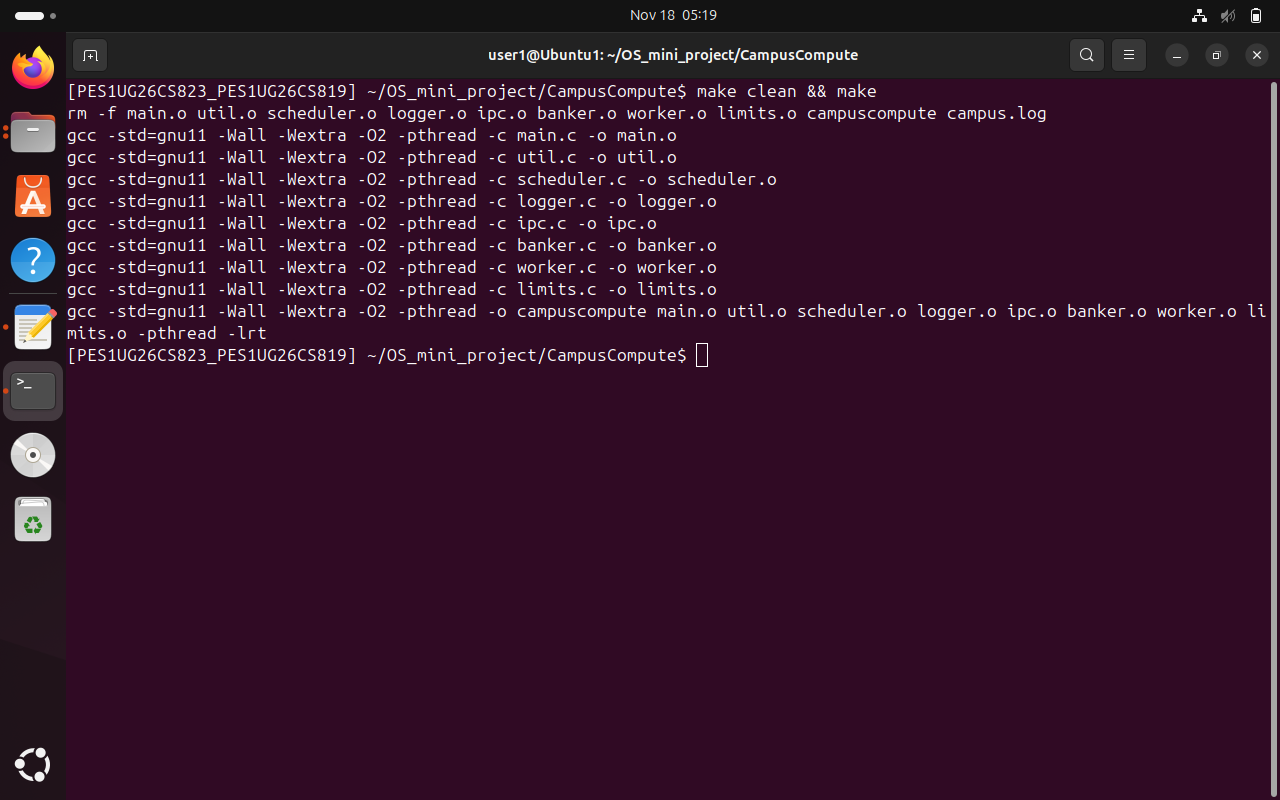 Nov 18 05:19
user1@Ubuntu1: ~/OS_mini_project/CampusCompute
[PES1UG26CS823_PES1UG26CS819] ~/OS_mini_project/CampusCompute$ make clean && make
rm -f main.o util.o scheduler.o logger.o ipc.o banker.o worker.o limits.o campuscompute campus.log
gcc -std=gnu11 -Wall -Wextra -O2 -pthread -c main.c -o main.o
gcc -std=gnu11 -Wall -Wextra -O2 -pthread -c util.c -o util.o
gcc -std=gnu11 -Wall -Wextra -O2 -pthread -c scheduler.c -o scheduler.o
gcc -std=gnu11 -Wall -Wextra -O2 -pthread -c logger.c -o logger.o
gcc -std=gnu11 -Wall -Wextra -O2 -pthread -c ipc.c -o ipc.o
gcc -std=gnu11 -Wall -Wextra -O2 -pthread -c banker.c -o banker.o
gcc -std=gnu11 -Wall -Wextra -O2 -pthread -c worker.c -o worker.o
gcc -std=gnu11 -Wall -Wextra -O2 -pthread -c limits.c -o limits.o
gcc -std=gnu11 -Wall -Wextra -O2 -pthread -o campuscompute main.o util.o scheduler.o logger.o ipc.o banker.o worker.o li
mits.o -pthread -lrt
[PES1UG26CS823_PES1UG26CS819] ~/OS_mini_project/CampusCompute$